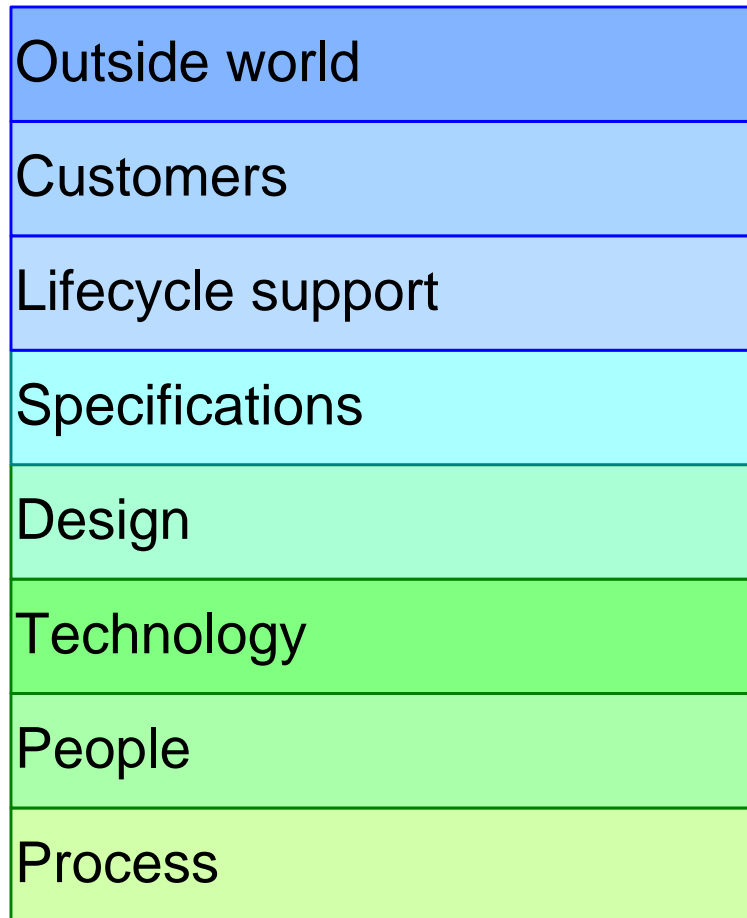 Outside world
Customers
Lifecycle support
Specifications
Design
Technology
People
Process